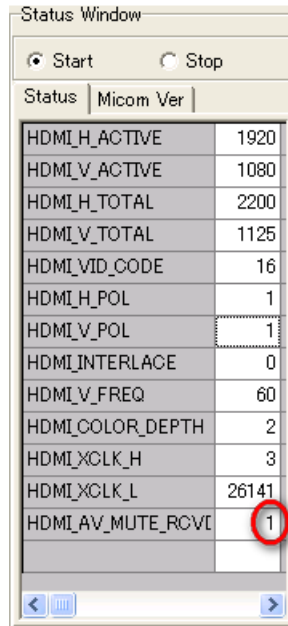 Status Window
Start Stop
Status Micom Ver
HDMI_H_ACTIVE 1920
HDMI_V_ACTIVE 1080
HDMI_H_TOTAL 2200
HDMI_V_TOTAL 1125
HDMI_VID_CODE 16
HDMI_H_POL 1
HDMI_V_POL 1
HDMI_INTERLACE 0
HDMI_V_FREQ 60
HDMI_COLOR_DEPTH 2
HDMI_XCLK_H 3
HDMI_XCLK_L 26141
HDMI_AV_MUTE_RCVD 1